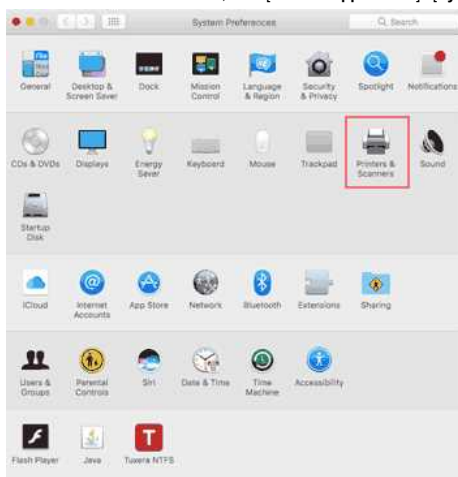 System Preferences
Search
General
Desktop &
Screen Saver
Dock
Mission
Control
Language
& Region
Security
& Privacy
Spotlight
Notifications
CDs & DVDs
Displays
Energy
Saver
Keyboard
Mouse
Trackpad
Printers &
Scanners
Sound
Startup
Disk
iCloud
Internet
Accounts
App Store
Network
Bluetooth
Extensions
Sharing
Users &
Groups
Parental
Controls
Siri
Date & Time
Time
Machine
Accessibility
Flash Player
Java
Tuxera NTFS